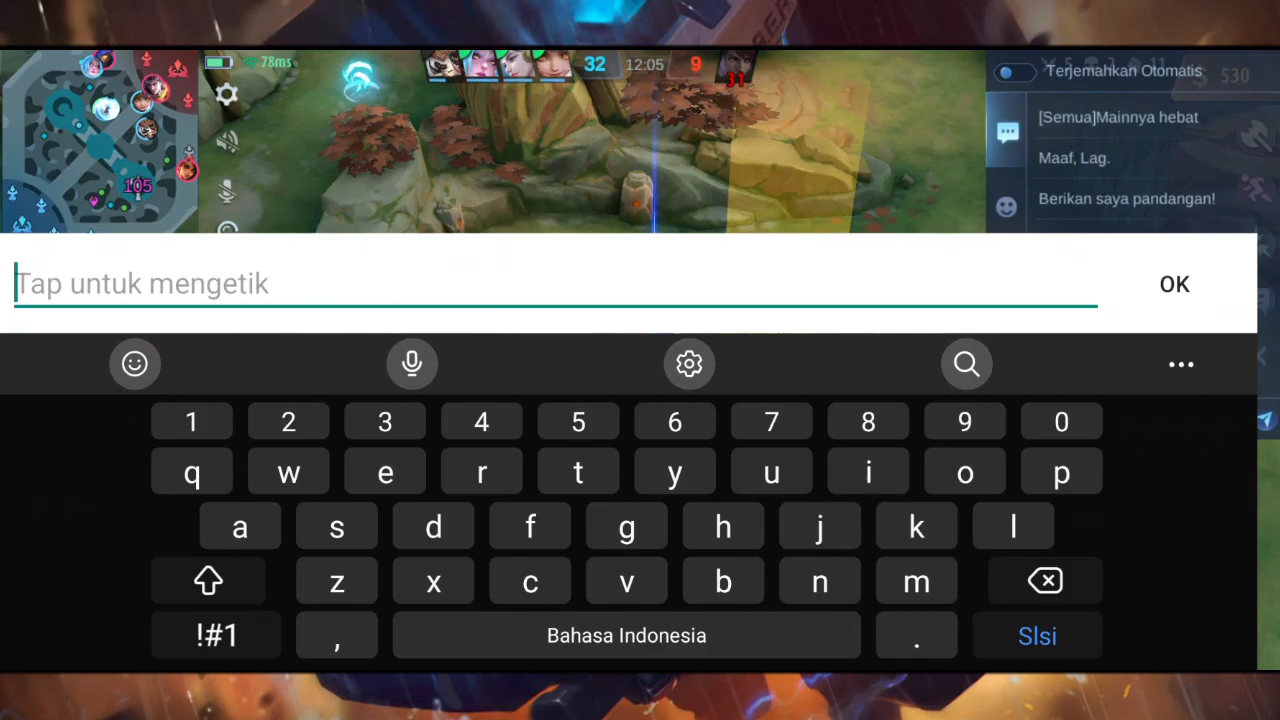 78ms
32 12:05 9
31
105
Terjemahkan Otomatis
530
[Semua]Mainnya hebat
Maaf, Lag.
Berikan saya pandangan!
Tap untuk mengetik
OK
1 2 3 4 5 6 7 8 9 0
q w e r t y u i o p
a s d f g h j k l
z x c v b n m
!#1 , Bahasa Indonesia . Slsi